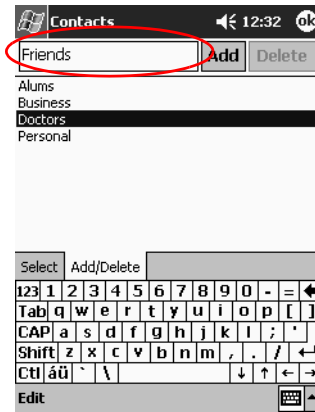 Contacts 12:32 ok
Friends Add Delete
Alums
Business
Doctors
Personal
Select Add/Delete
123 1 2 3 4 5 6 7 8 9 0 - =
Tab q w e r t y u i o p [ ]
CAP a s d f g h j k l ; '
Shift z x c v b n m , . /
Ctl áü ` \
Edit